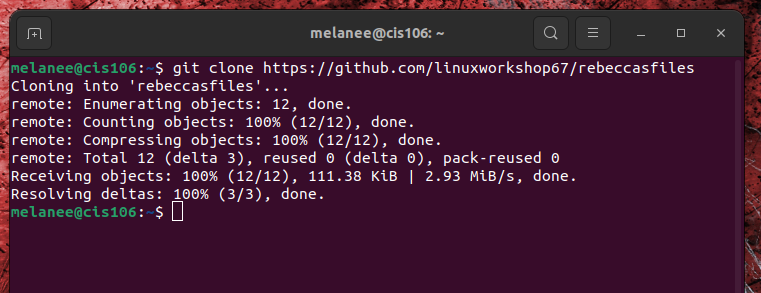 melanee@cis106: ~
melanee@cis106:~$ git clone https://github.com/linuxworkshop67/rebeccasfiles
Cloning into 'rebeccasfiles'...
remote: Enumerating objects: 12, done.
remote: Counting objects: 100% (12/12), done.
remote: Compressing objects: 100% (12/12), done.
remote: Total 12 (delta 3), reused 0 (delta 0), pack-reused 0
Receiving objects: 100% (12/12), 111.38 KiB | 2.93 MiB/s, done.
Resolving deltas: 100% (3/3), done.
melanee@cis106:~$